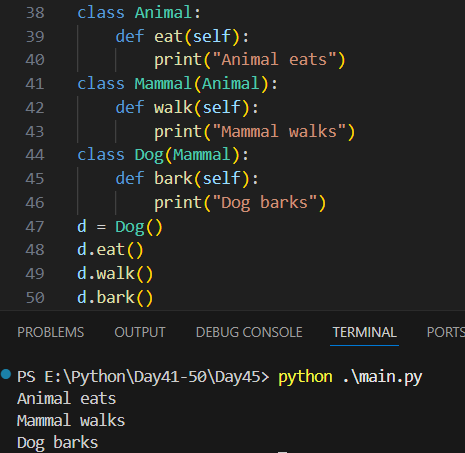 38 class Animal:
39     def eat(self):
40         print("Animal eats")
41 class Mammal(Animal):
42     def walk(self):
43         print("Mammal walks")
44 class Dog(Mammal):
45     def bark(self):
46         print("Dog barks")
47 d = Dog()
48 d.eat()
49 d.walk()
50 d.bark()
PROBLEMS OUTPUT DEBUG CONSOLE TERMINAL PORTS
PS E:\Python\Day41-50\Day45> python .\main.py
Animal eats
Mammal walks
Dog barks